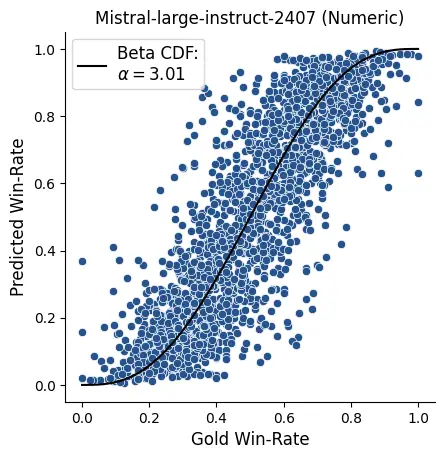 Mistral-large-instruct-2407 (Numeric)
Beta CDF:
α = 3.01
Predicted Win-Rate
1.0
0.8
0.6
0.4
0.2
0.0
0.0 0.2 0.4 0.6 0.8 1.0
Gold Win-Rate